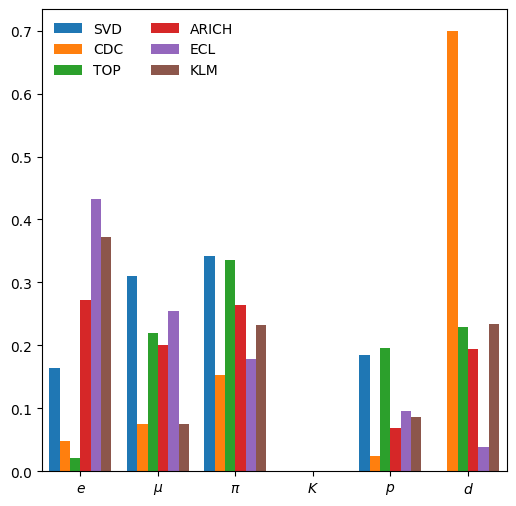 SVD
CDC
TOP
ARICH
ECL
KLM
0.7
0.6
0.5
0.4
0.3
0.2
0.1
0.0
e μ π K p d